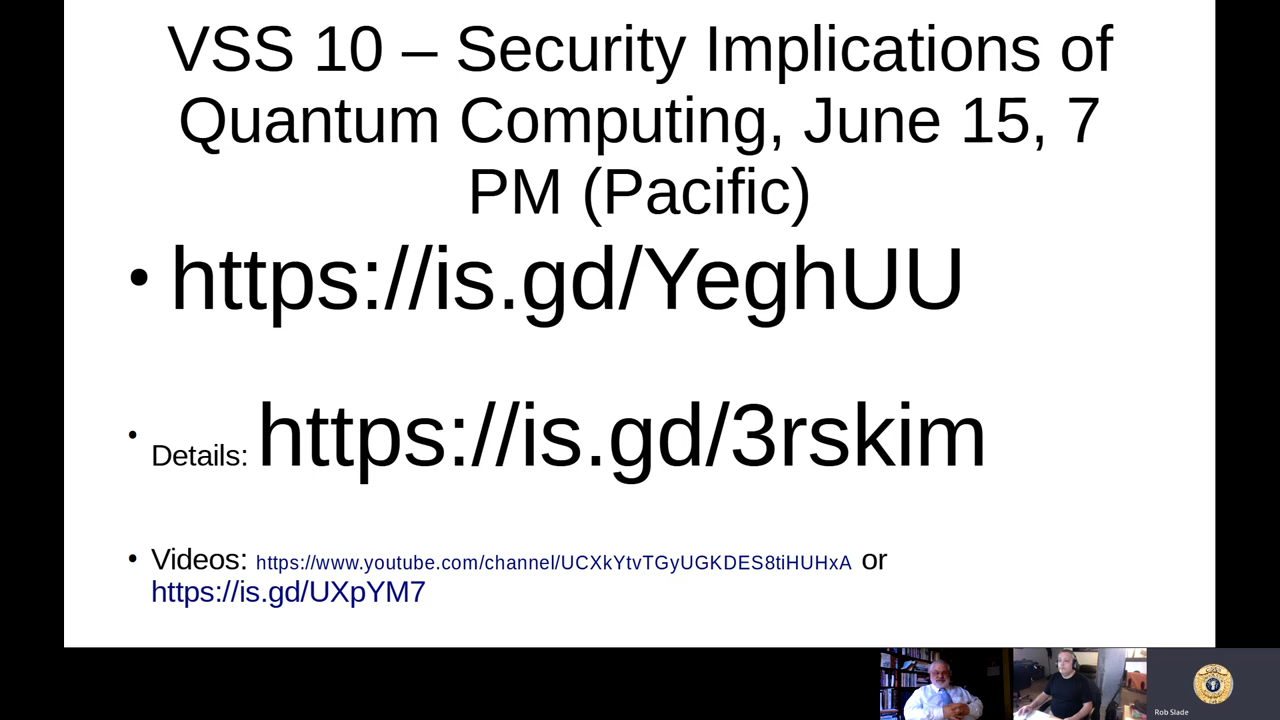 VSS 10 – Security Implications of
Quantum Computing, June 15, 7
PM (Pacific)
• https://is.gd/YeghUU
• Details: https://is.gd/3rskim
• Videos: https://www.youtube.com/channel/UCXkYtvTGyUGKDES8tiHUHxA or
https://is.gd/UXpYM7
Rob Slade